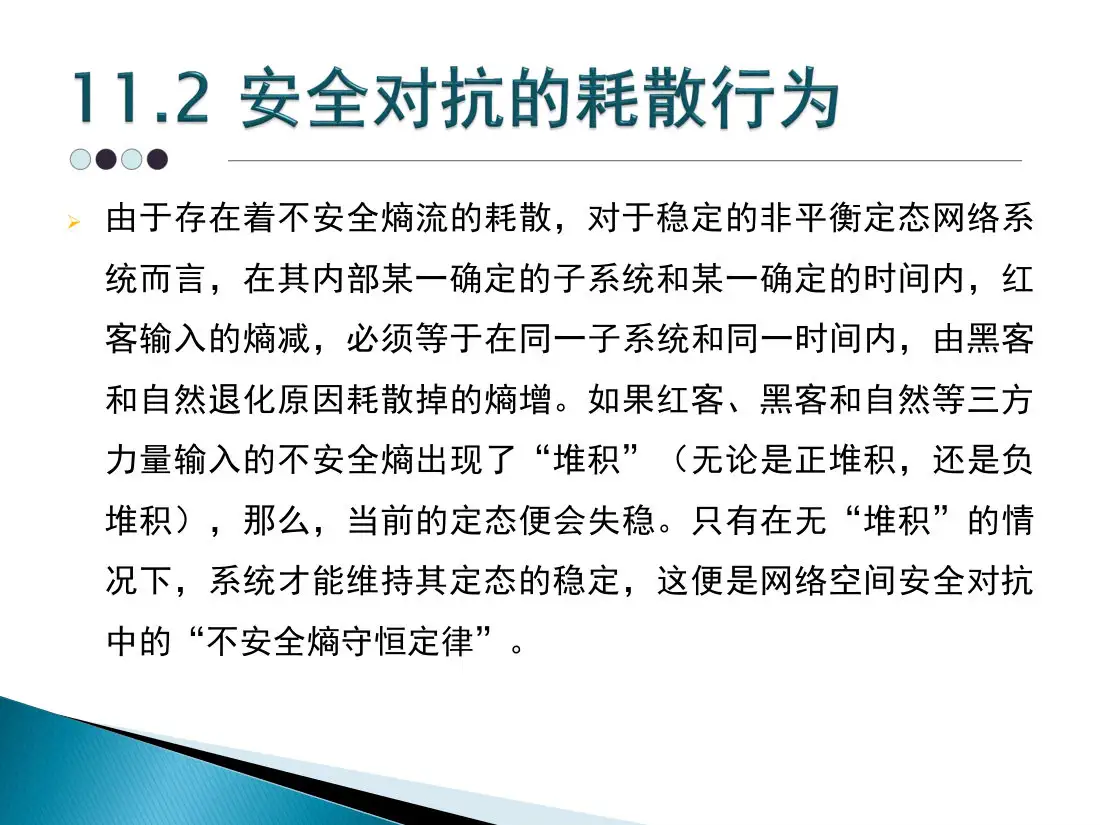 11.2 安全对抗的耗散行为
由于存在着不安全熵流的耗散，对于稳定的非平衡定态网络系
统而言，在其内部某一确定的子系统和某一确定的时间内，红
客输入的熵减，必须等于在同一子系统和同一时间内，由黑客
和自然退化原因耗散掉的熵增。如果红客、黑客和自然等三方
力量输入的不安全熵出现了“堆积”（无论是正堆积，还是负
堆积），那么，当前的定态便会失稳。只有在无“堆积”的情
况下，系统才能维持其定态的稳定，这便是网络空间安全对抗
中的“不安全熵守恒定律”。